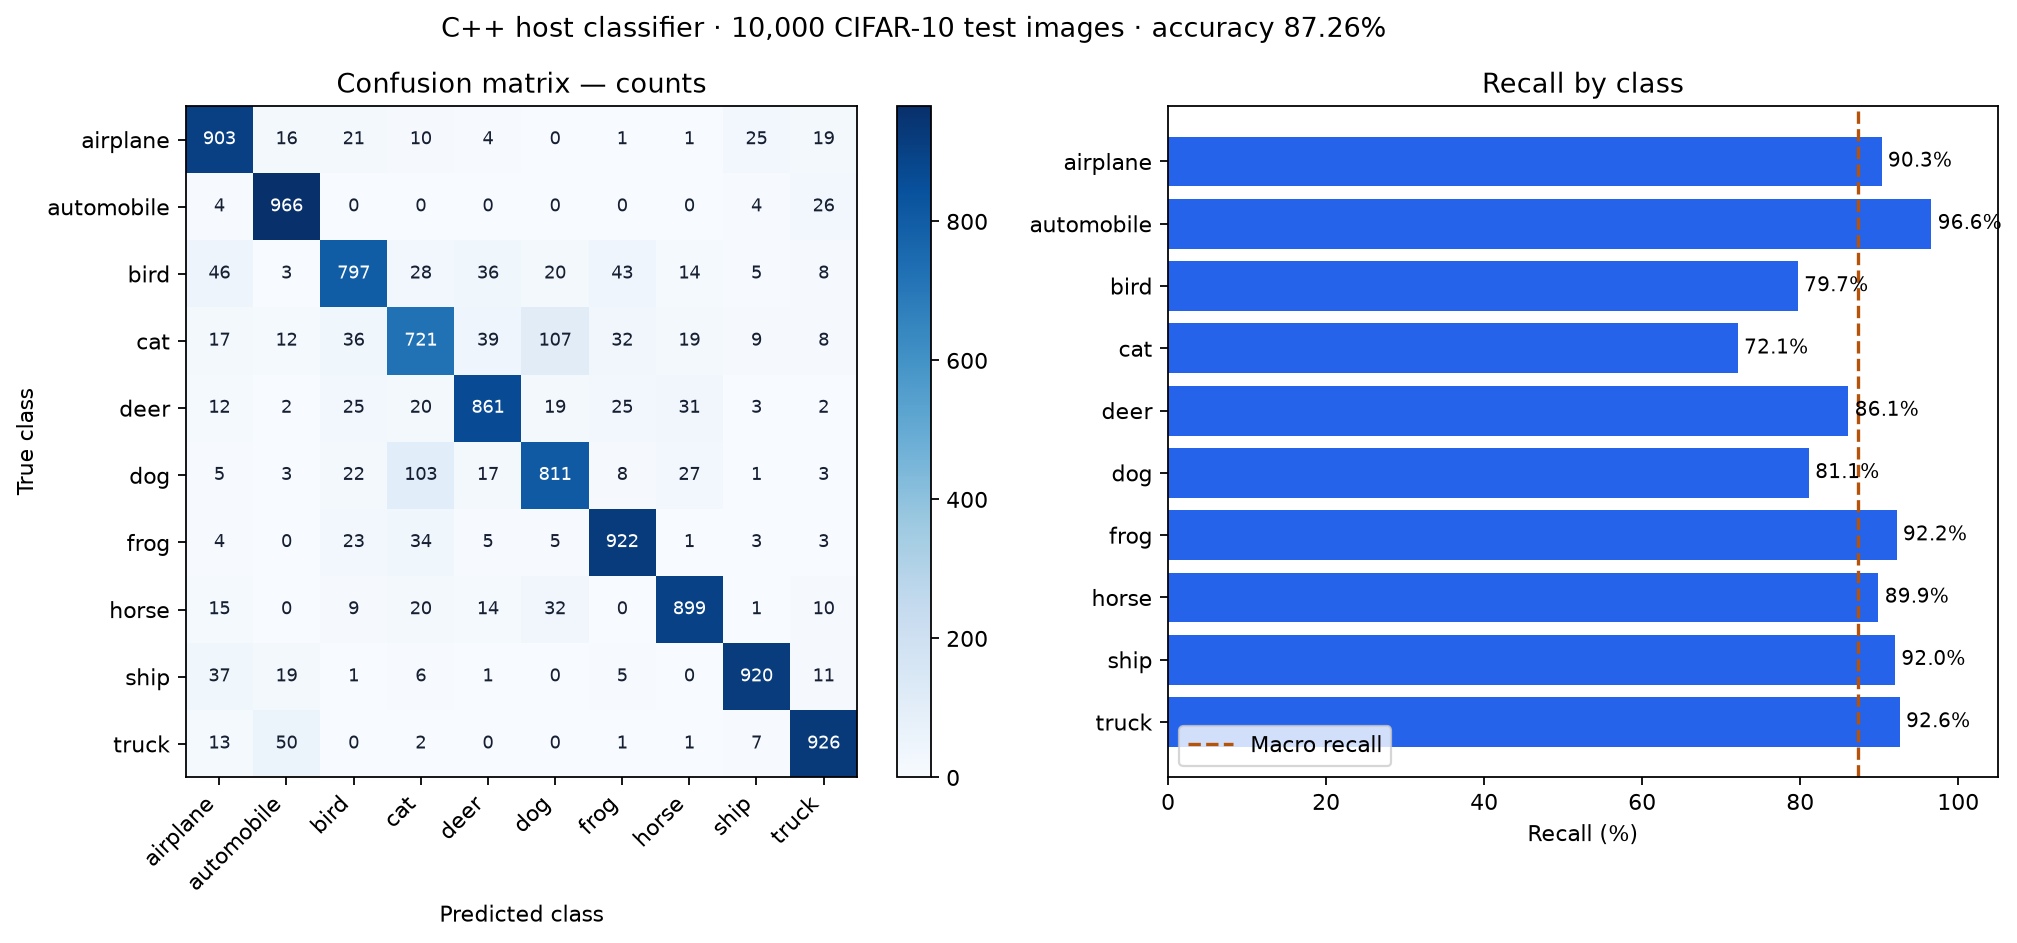 C++ host classifier · 10,000 CIFAR-10 test images · accuracy 87.26%
Confusion matrix — counts
True class
airplane 903 16 21 10 4 0 1 1 25 19
automobile 4 966 0 0 0 0 0 0 4 26
bird 46 3 797 28 36 20 43 14 5 8
cat 17 12 36 721 39 107 32 19 9 8
deer 12 2 25 20 861 19 25 31 3 2
dog 5 3 22 103 17 811 8 27 1 3
frog 4 0 23 34 5 5 922 1 3 3
horse 15 0 9 20 14 32 0 899 1 10
ship 37 19 1 6 1 0 5 0 920 11
truck 13 50 0 2 0 0 1 1 7 926
airplane automobile bird cat deer dog frog horse ship truck
Predicted class
800
600
400
200
0
Recall by class
airplane 90.3%
automobile 96.6%
bird 79.7%
cat 72.1%
deer 86.1%
dog 81.1%
frog 92.2%
horse 89.9%
ship 92.0%
truck 92.6%
Macro recall
0 20 40 60 80 100
Recall (%)